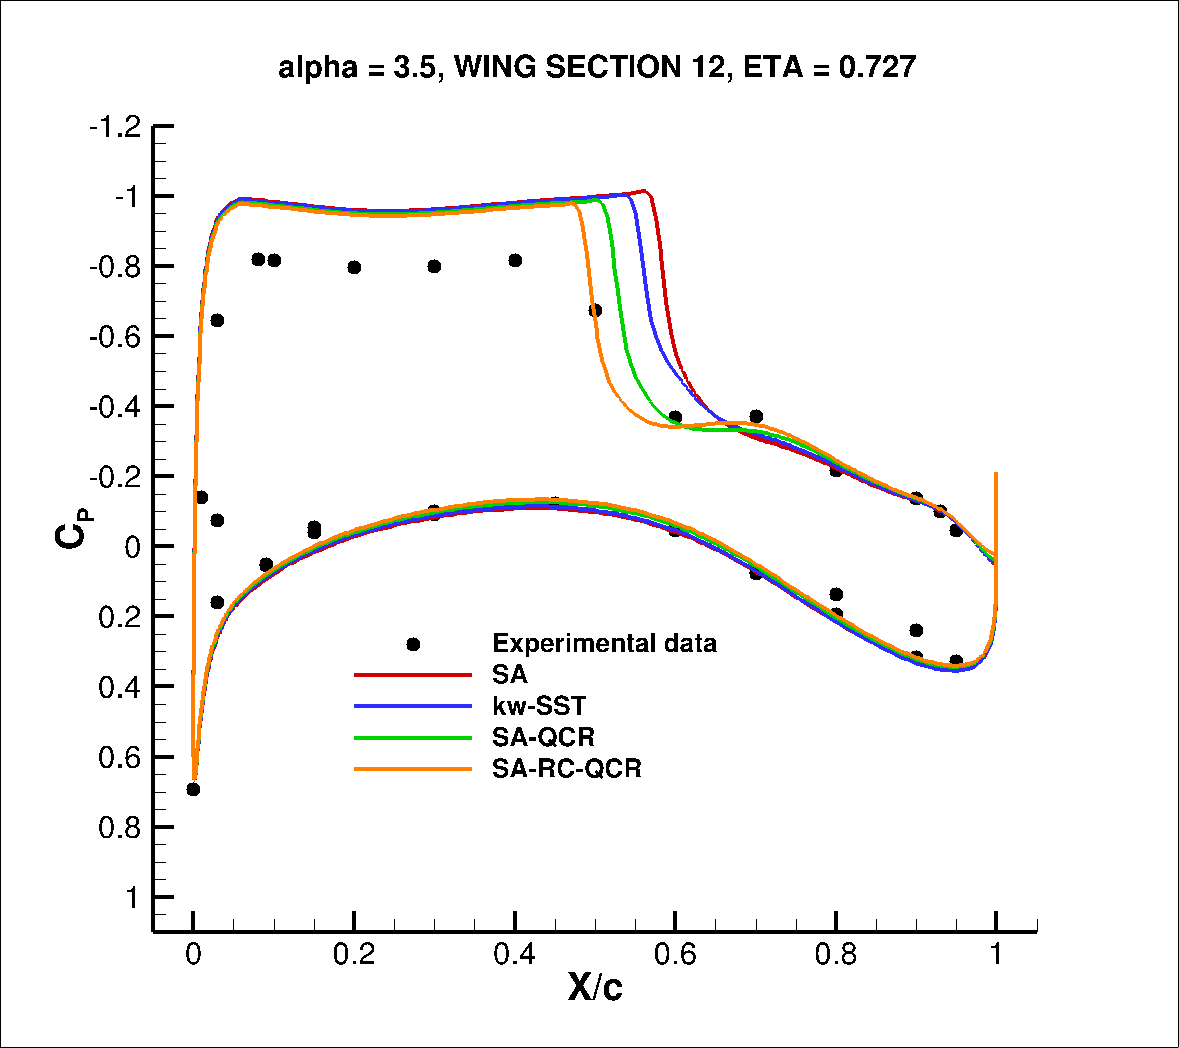 alpha = 3.5, WING SECTION 12, ETA = 0.727
-1.2
-1
-0.8
-0.6
-0.4
-0.2
0
0.2
0.4
0.6
0.8
1
C_P
Experimental data
SA
kw-SST
SA-QCR
SA-RC-QCR
0 0.2 0.4 0.6 0.8 1
X/c